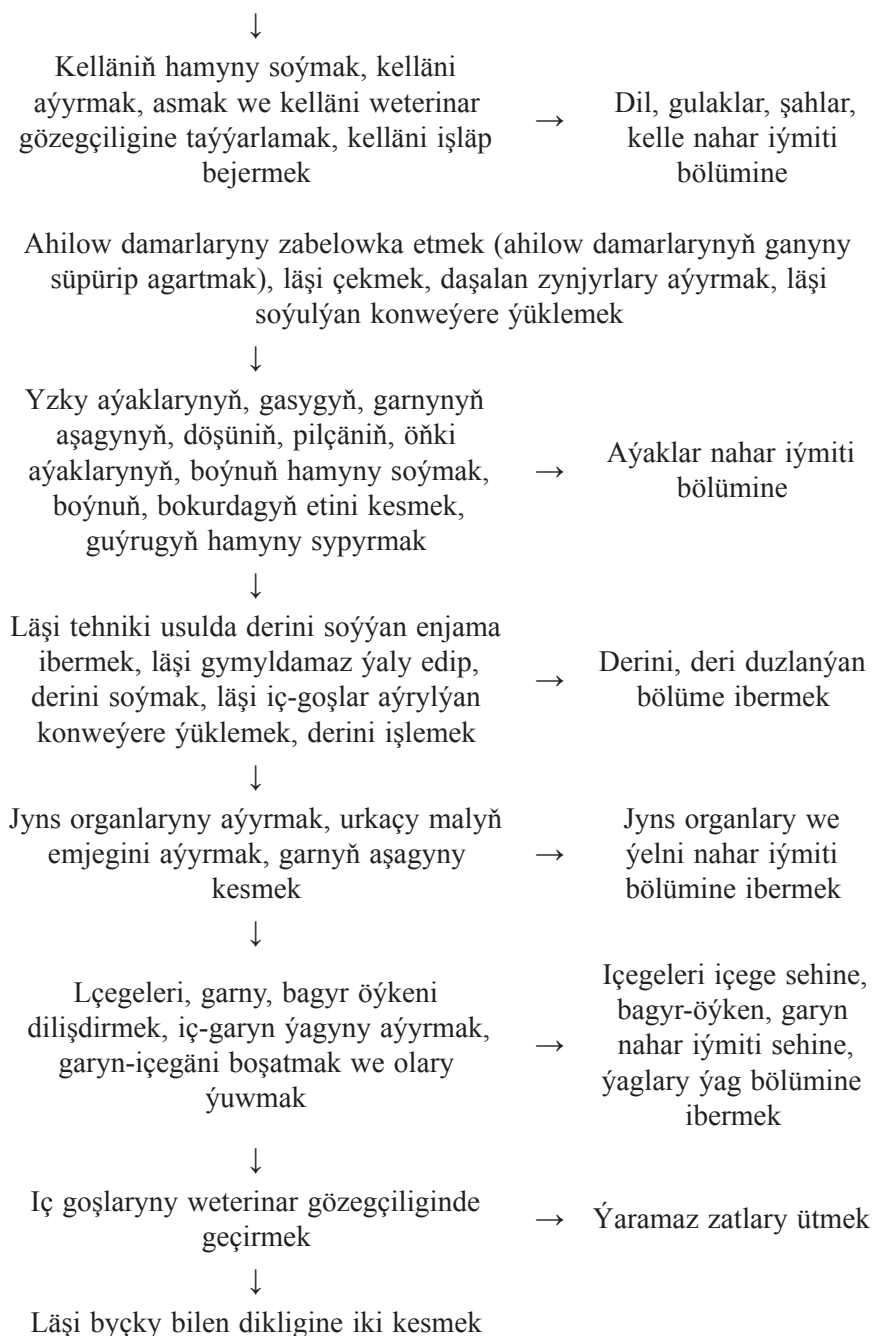 ↓
Kelläniň hamyny soýmak, kelläni
aýyrmak, asmak we kelläni weterinar
gözegçiligine taýýarlamak, kelläni işläp
bejermek
→
Dil, gulaklar, şahlar,
kelle nahar iýmiti
bölümine
Ahilow damarlaryny zabelowka etmek (ahilow damarlarynyň ganyny
süpürip agartmak), läşi çekmek, daşalan zynjyrlary aýyrmak, läşi
soýulýan konweýere ýüklemek
↓
Yzky aýaklarynyň, gasygyň, garnynyň
aşagynyň, döşüniň, pilçäniň, öňki
aýaklarynyň, boýnuň hamyny soýmak,
boýnuň, bokurdagyň etini kesmek,
guýrugyň hamyny sypyrmak
→
Aýaklar nahar iýmiti
bölümine
↓
Läşi tehniki usulda derini soýýan enjama
ibermek, läşi gymyldamaz ýaly edip,
derini soýmak, läşi iç-goşlar aýrylýan
konweýere ýüklemek, derini işlemek
→
Derini, deri duzlanýan
bölüme ibermek
↓
Jyns organlaryny aýyrmak, urkaçy malyň
emjegini aýyrmak, garnyň aşagyny
kesmek
→
Jyns organlary we
ýelni nahar iýmiti
bölümine ibermek
↓
Lçegeleri, garny, bagyr öýkeni
dilişdirmek, iç-garyn ýagyny aýyrmak,
garyn-içegäni boşatmak we olary
ýuwmak
→
Içegeleri içege sehine,
bagyr-öýken, garyn
nahar iýmiti sehine,
ýaglary ýag bölümine
ibermek
↓
Iç goşlaryny weterinar gözegçiliginde
geçirmek
→
Ýaramaz zatlary ütmek
↓
Läşi byçky bilen dikligine iki kesmek